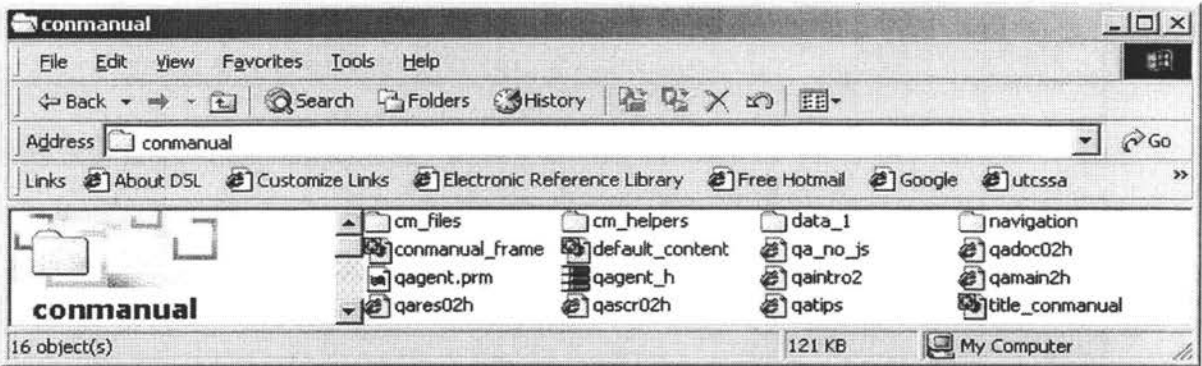 conmanual
File Edit View Favorites Tools Help
Back Search Folders History
Address conmanual Go
Links About DSL Customize Links Electronic Reference Library Free Hotmail Google utcssa »
cm_files cm_helpers data_1 navigation
conmanual_frame default_content qa_no_js qadoc02h
qagent.prm qagent_h qaintro2 qamain2h
conmanual qares02h qascr02h qatips title_conmanual
16 object(s) 121 KB My Computer